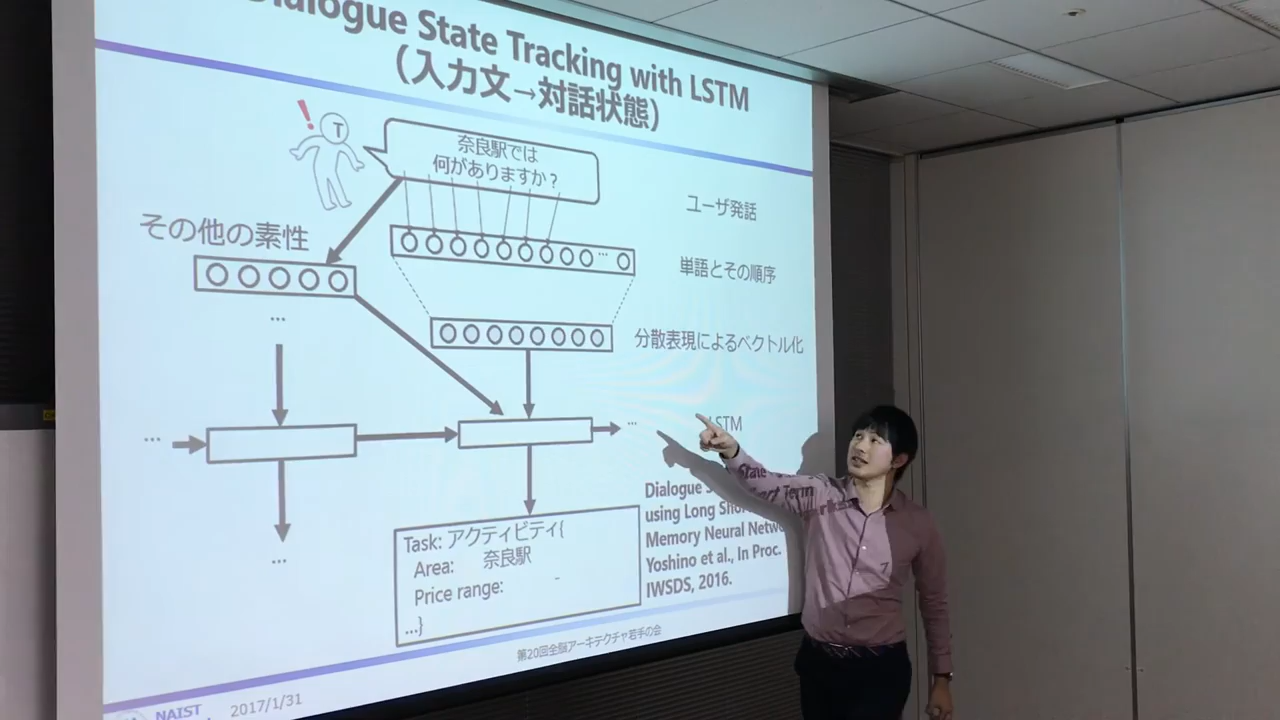 Dialogue State Tracking with LSTM
（入力文→対話状態）
!
T
奈良駅では
何がありますか？
ユーザ発話
その他の素性
…
単語とその順序
…
分散表現によるベクトル化
…
…
LSTM
Task: アクティビティ{
Area: 奈良駅
Price range: -
…}
…
Dialogue State
using Long Short Term
Memory Neural Netwo
Yoshino et al., In Proc.
IWSDS, 2016.
7
第20回全脳アーキテクチャ若手の会
NAIST
2017/1/31